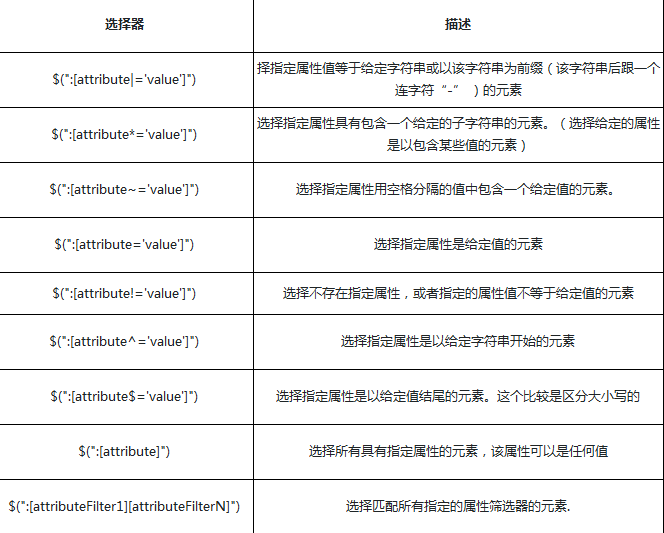 选择器
描述
$(":[attribute|='value']")
择指定属性值等于给定字符串或以该字符串为前缀（该字符串后跟一个
连字符“-” ）的元素
$(":[attribute*='value']")
选择指定属性具有包含一个给定的子字符串的元素。（选择给定的属性
是以包含某些值的元素）
$(":[attribute~='value']")
选择指定属性用空格分隔的值中包含一个给定值的元素。
$(":[attribute='value']")
选择指定属性是给定值的元素
$(":[attribute!='value']")
选择不存在指定属性，或者指定的属性值不等于给定值的元素
$(":[attribute^='value']")
选择指定属性是以给定字符串开始的元素
$(":[attribute$='value']")
选择指定属性是以给定值结尾的元素。这个比较是区分大小写的
$(":[attribute]")
选择所有具有指定属性的元素，该属性可以是任何值
$(":[attributeFilter1][attributeFilterN]")
选择匹配所有指定的属性筛选器的元素.